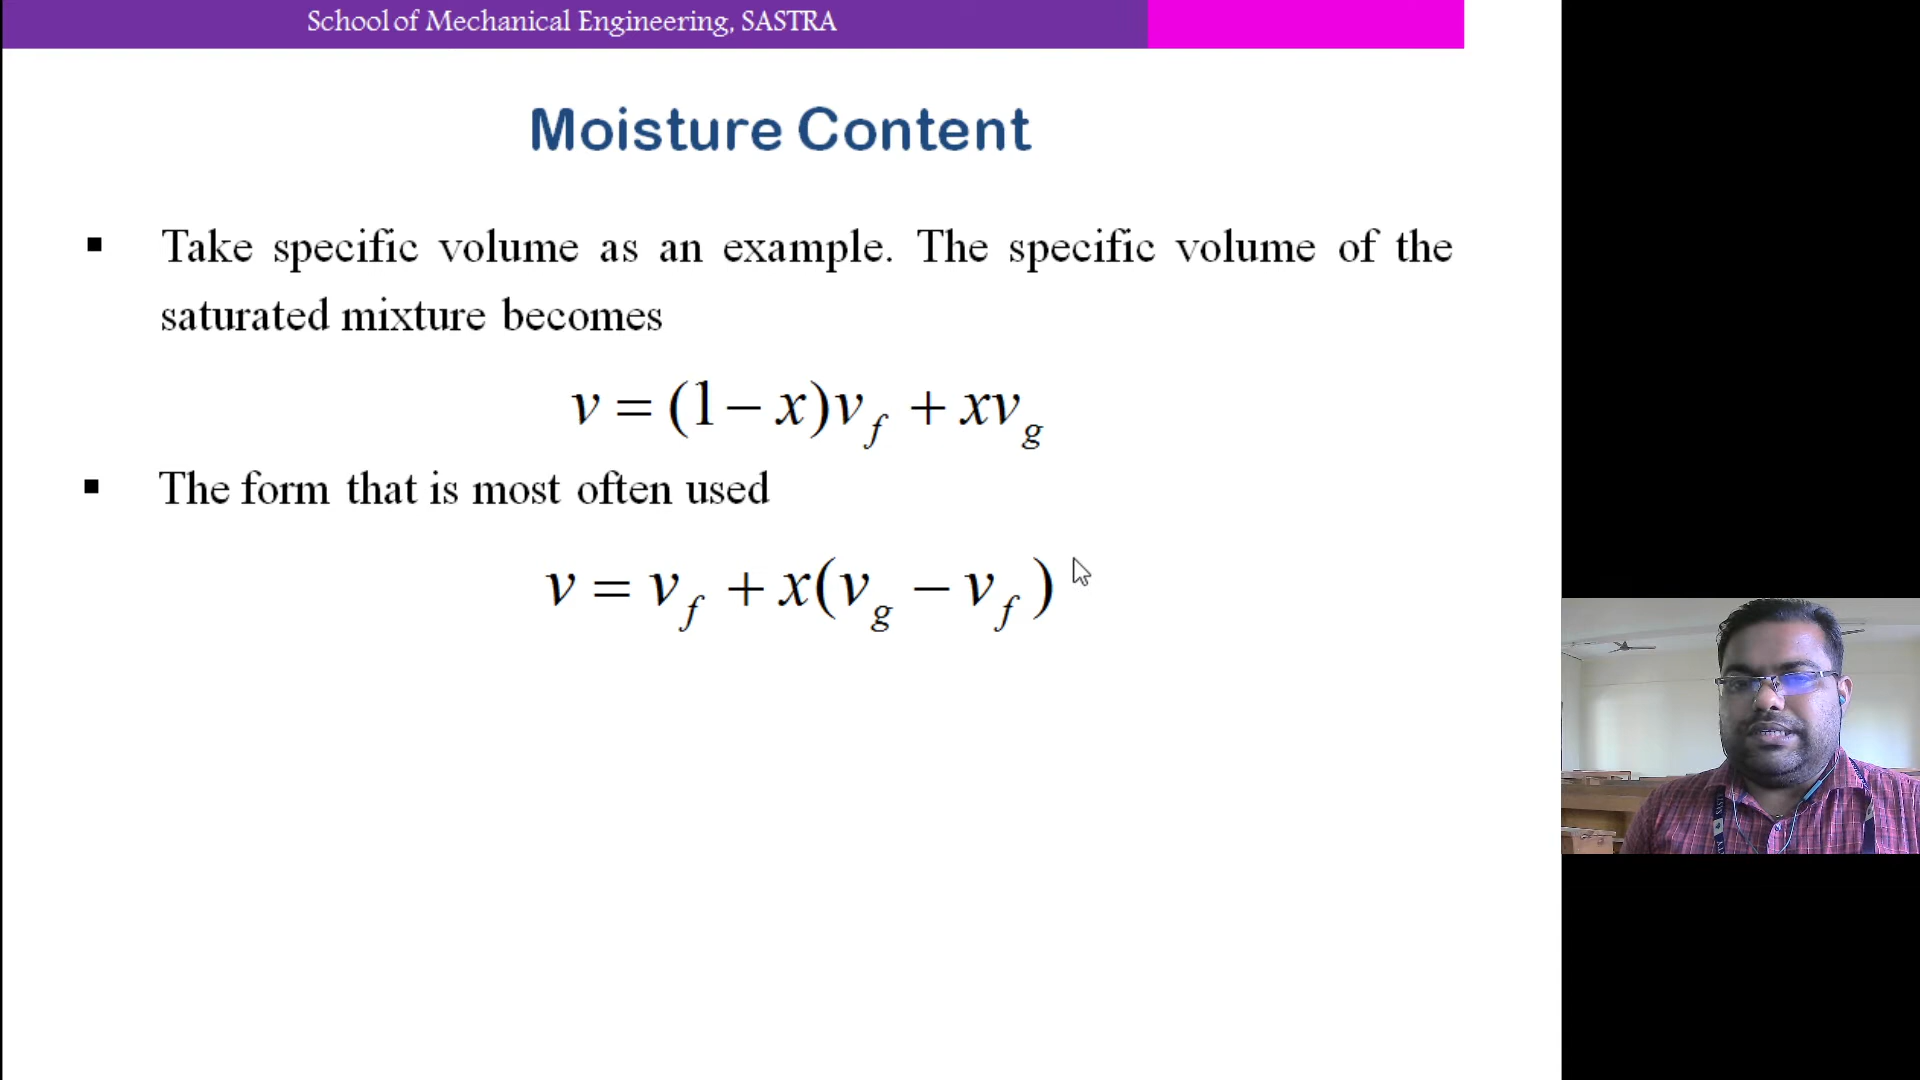 School of Mechanical Engineering, SASTRA
Moisture Content
▪ Take specific volume as an example. The specific volume of the
saturated mixture becomes
v = (1 − x)v_f + xv_g
▪ The form that is most often used
v = v_f + x(v_g − v_f)